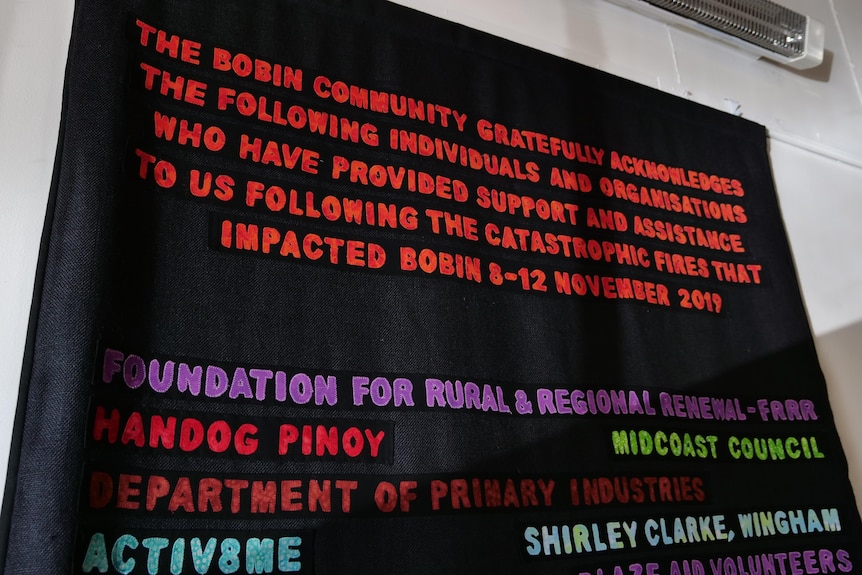 THE BOBIN COMMUNITY GRATEFULLY ACKNOWLEDGES
THE FOLLOWING INDIVIDUALS AND ORGANISATIONS
WHO HAVE PROVIDED SUPPORT AND ASSISTANCE
TO US FOLLOWING THE CATASTROPHIC FIRES THAT
IMPACTED BOBIN 8-12 NOVEMBER 2019
FOUNDATION FOR RURAL & REGIONAL RENEWAL-FRRR
HANDOG PINOY
MIDCOAST COUNCIL
DEPARTMENT OF PRIMARY INDUSTRIES
SHIRLEY CLARKE, WINGHAM
ACTIV8ME
BLAZE AID VOLUNTEERS